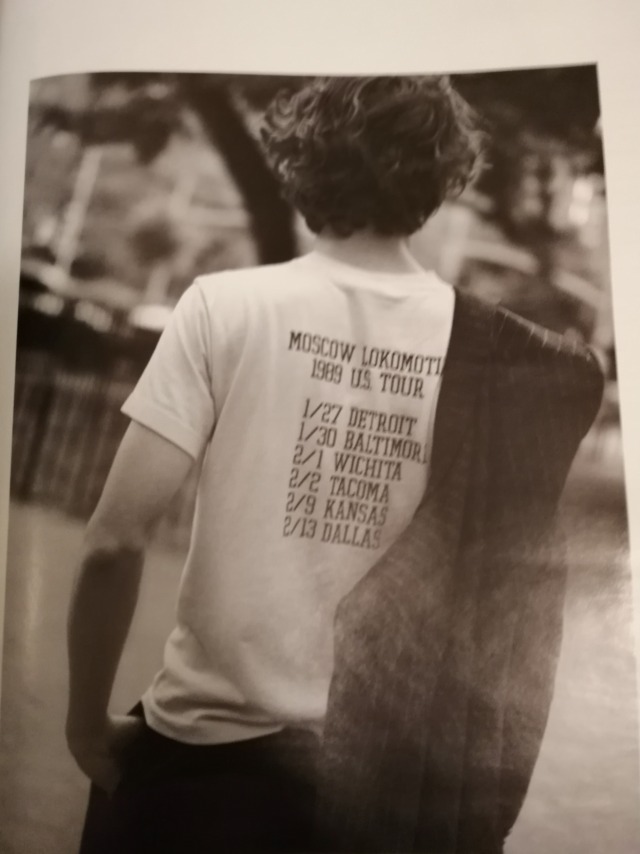 MOSCOW LOKOMOTI
1989 U.S. TOUR
1/27 DETROIT
1/30 BALTIMOR
2/1 WICHITA
2/2 TACOMA
2/9 KANSAS
2/13 DALLAS